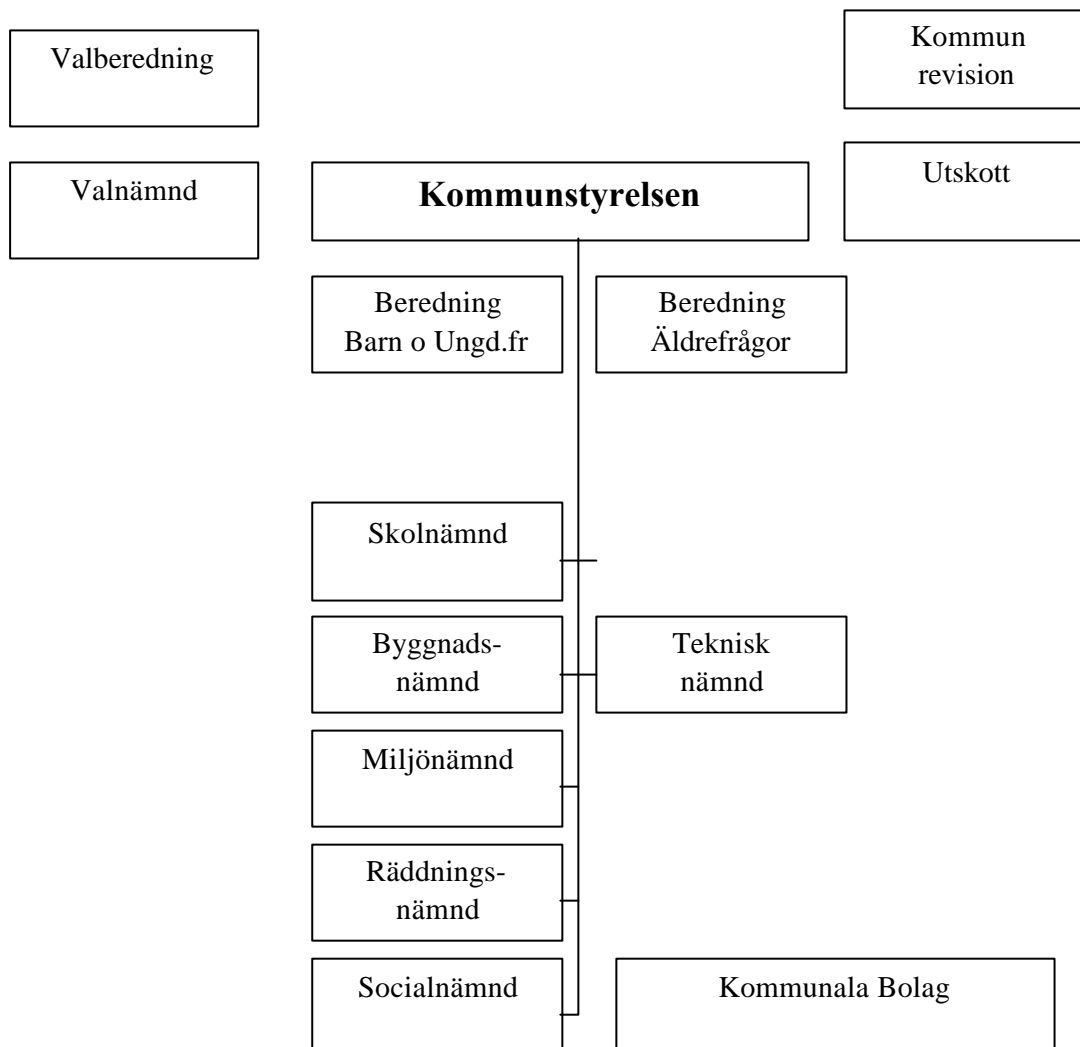 Valberedning
Kommun
revision
Valnämnd
Kommunstyrelsen
Utskott
Beredning
Barn o Ungd.fr
Beredning
Äldrefrågor
Skolnämnd
Byggnads-
nämnd
Teknisk
nämnd
Miljönämnd
Räddnings-
nämnd
Socialnämnd
Kommunala Bolag